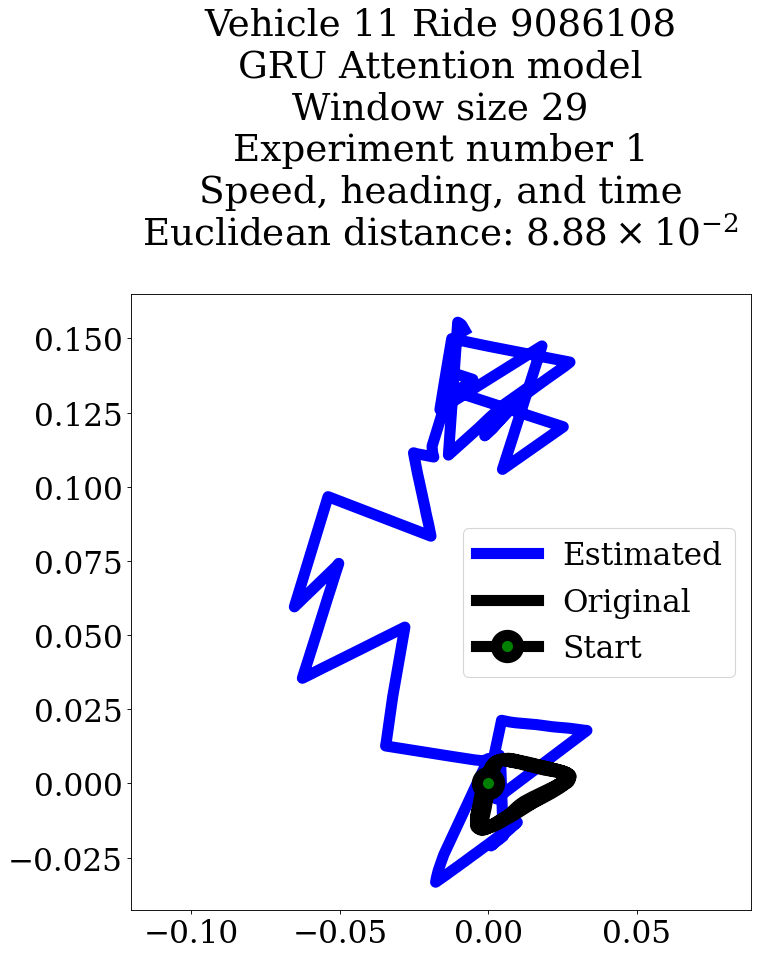 Vehicle 11 Ride 9086108
GRU Attention model
Window size 29
Experiment number 1
Speed, heading, and time
Euclidean distance: 8.88 × 10⁻²
0.150
0.125
0.100
0.075
0.050
0.025
0.000
−0.025
Estimated
Original
Start
−0.10 −0.05 0.00 0.05